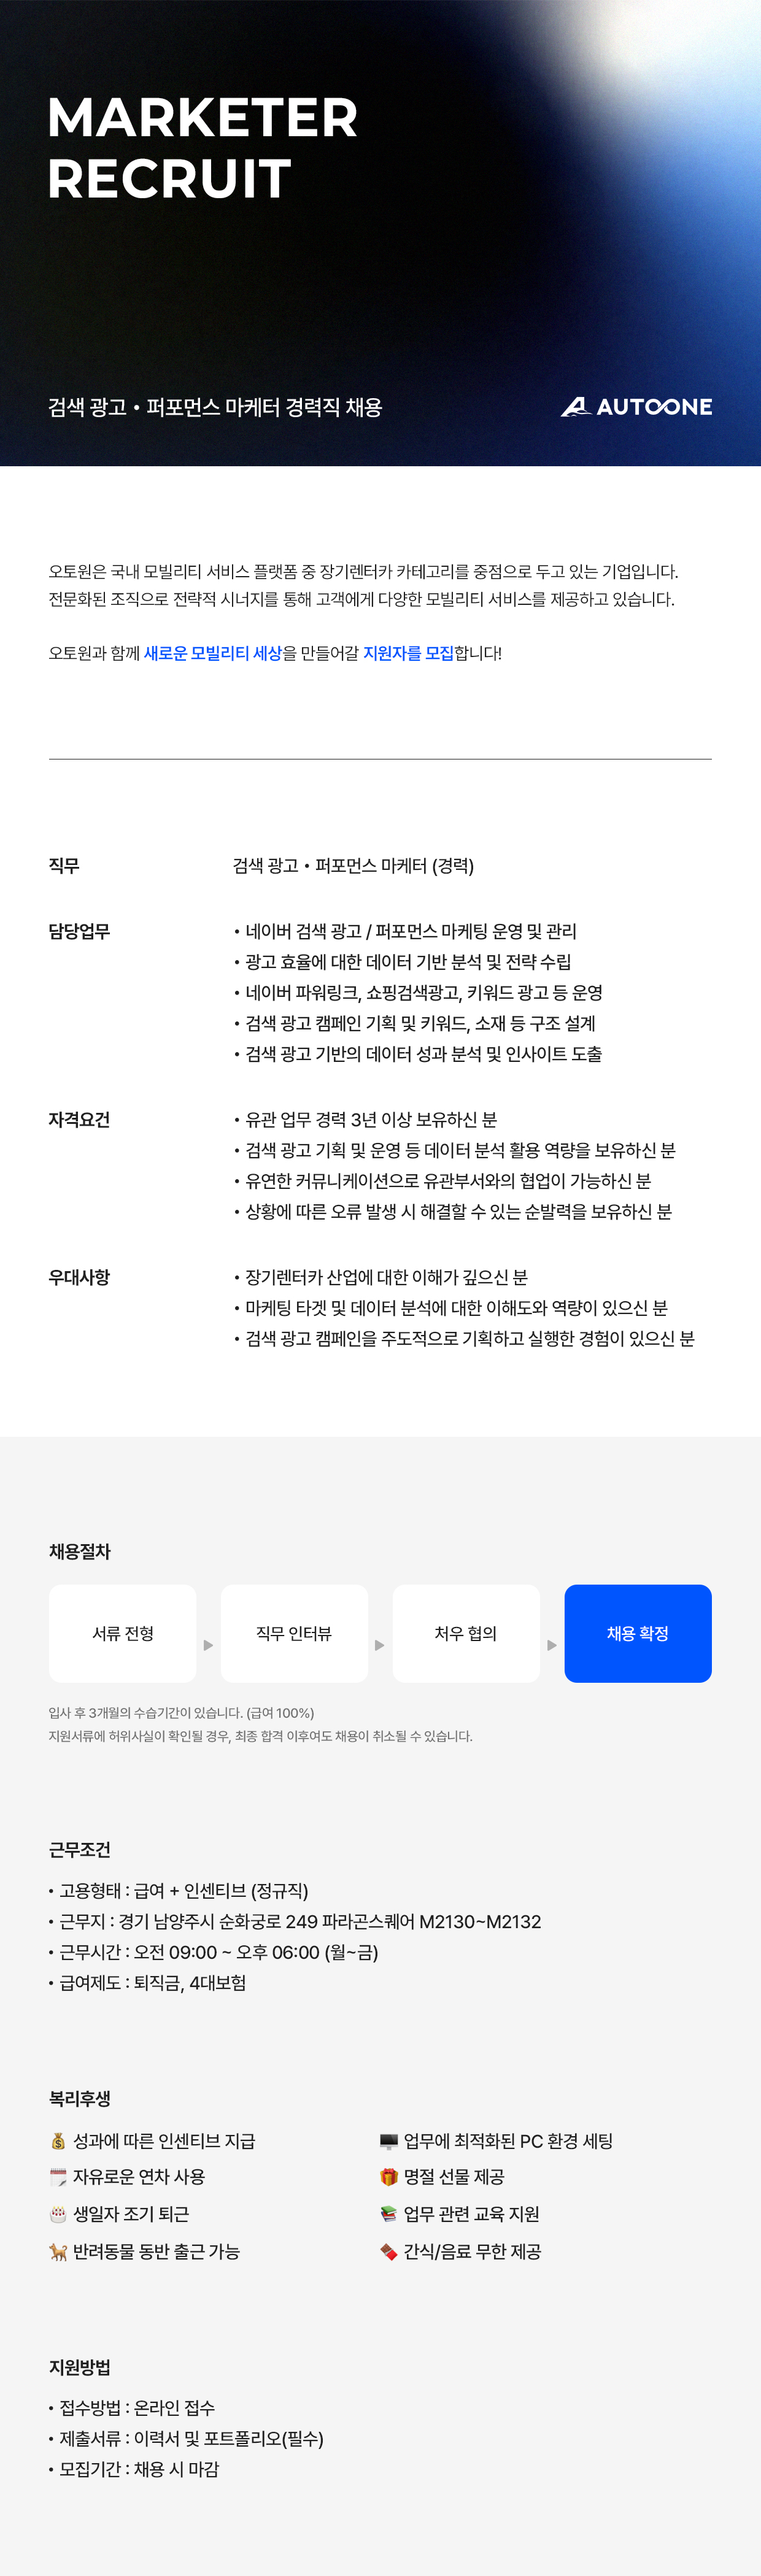 MARKETER
RECRUIT
검색 광고 • 퍼포먼스 마케터 경력직 채용
AUTOONE
오토원은 국내 모빌리티 서비스 플랫폼 중 장기렌터카 카테고리를 중점으로 두고 있는 기업입니다.
전문화된 조직으로 전략적 시너지를 통해 고객에게 다양한 모빌리티 서비스를 제공하고 있습니다.
오토원과 함께 새로운 모빌리티 세상을 만들어갈 지원자를 모집합니다!
직무
검색 광고 • 퍼포먼스 마케터 (경력)
담당업무
• 네이버 검색 광고 / 퍼포먼스 마케팅 운영 및 관리
• 광고 효율에 대한 데이터 기반 분석 및 전략 수립
• 네이버 파워링크, 쇼핑검색광고, 키워드 광고 등 운영
• 검색 광고 캠페인 기획 및 키워드, 소재 등 구조 설계
• 검색 광고 기반의 데이터 성과 분석 및 인사이트 도출
자격요건
• 유관 업무 경력 3년 이상 보유하신 분
• 검색 광고 기획 및 운영 등 데이터 분석 활용 역량을 보유하신 분
• 유연한 커뮤니케이션으로 유관부서와의 협업이 가능하신 분
• 상황에 따른 오류 발생 시 해결할 수 있는 순발력을 보유하신 분
우대사항
• 장기렌터카 산업에 대한 이해가 깊으신 분
• 마케팅 타겟 및 데이터 분석에 대한 이해도와 역량이 있으신 분
• 검색 광고 캠페인을 주도적으로 기획하고 실행한 경험이 있으신 분
채용절차
서류 전형
직무 인터뷰
처우 협의
채용 확정
입사 후 3개월의 수습기간이 있습니다. (급여 100%)
지원서류에 허위사실이 확인될 경우, 최종 합격 이후여도 채용이 취소될 수 있습니다.
근무조건
• 고용형태 : 급여 + 인센티브 (정규직)
• 근무지 : 경기 남양주시 순화궁로 249 파라곤스퀘어 M2130~M2132
• 근무시간 : 오전 09:00 ~ 오후 06:00 (월~금)
• 급여제도 : 퇴직금, 4대보험
복리후생
성과에 따른 인센티브 지급
업무에 최적화된 PC 환경 세팅
자유로운 연차 사용
명절 선물 제공
생일자 조기 퇴근
업무 관련 교육 지원
반려동물 동반 출근 가능
간식/음료 무한 제공
지원방법
• 접수방법 : 온라인 접수
• 제출서류 : 이력서 및 포트폴리오(필수)
• 모집기간 : 채용 시 마감